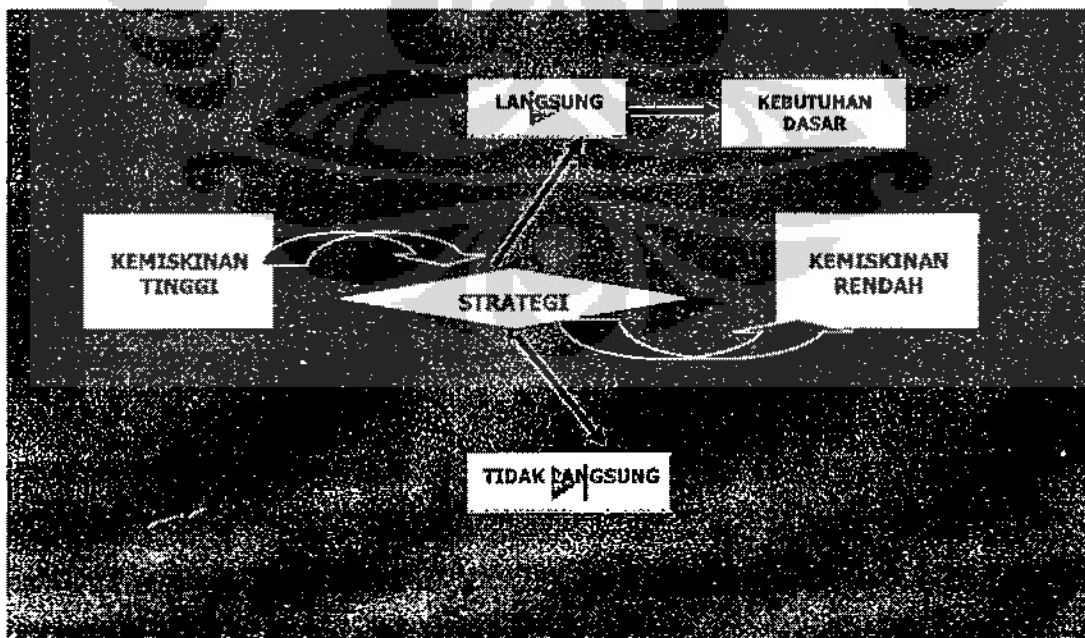 LANGSUNG
KEBUTUHAN
DASAR
KEMISKINAN
TINGGI
STRATEGI
KEMISKINAN
RENDAH
TIDAK LANGSUNG